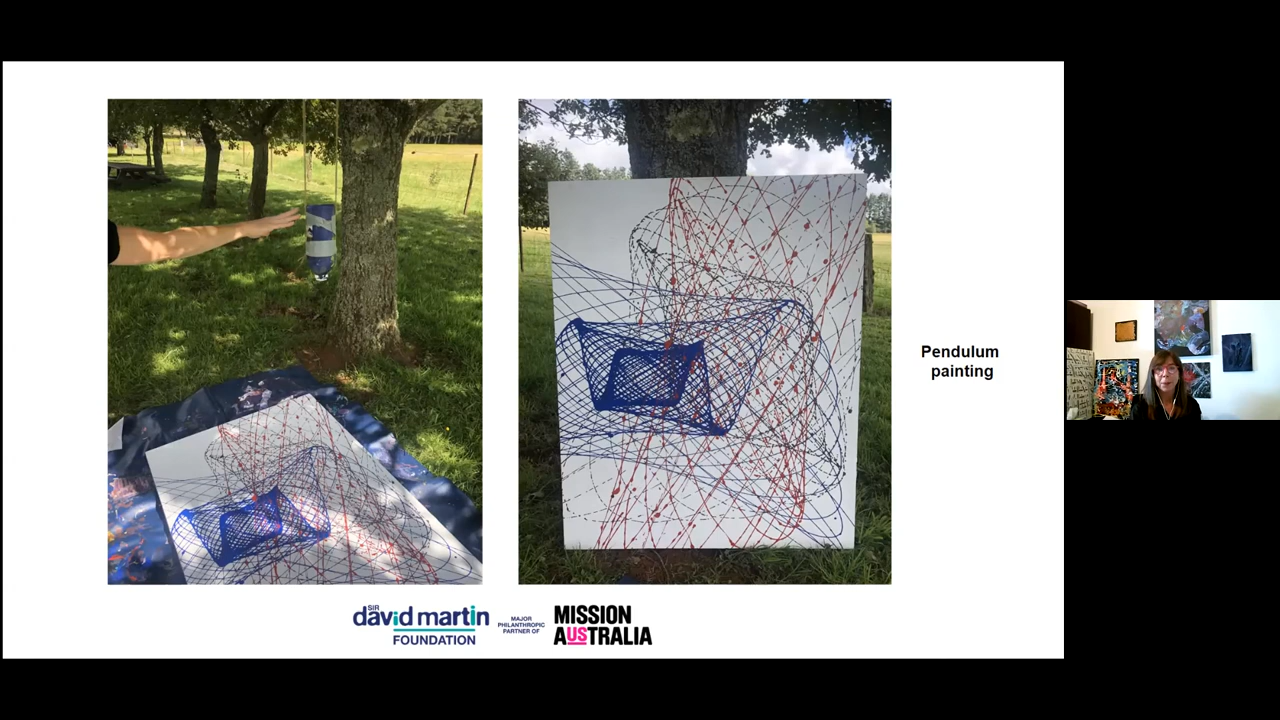 Pendulum
painting
SIR
david martin
FOUNDATION
MAJOR
PHILANTHROPIC
PARTNER OF
MISSION
AUSTRALIA